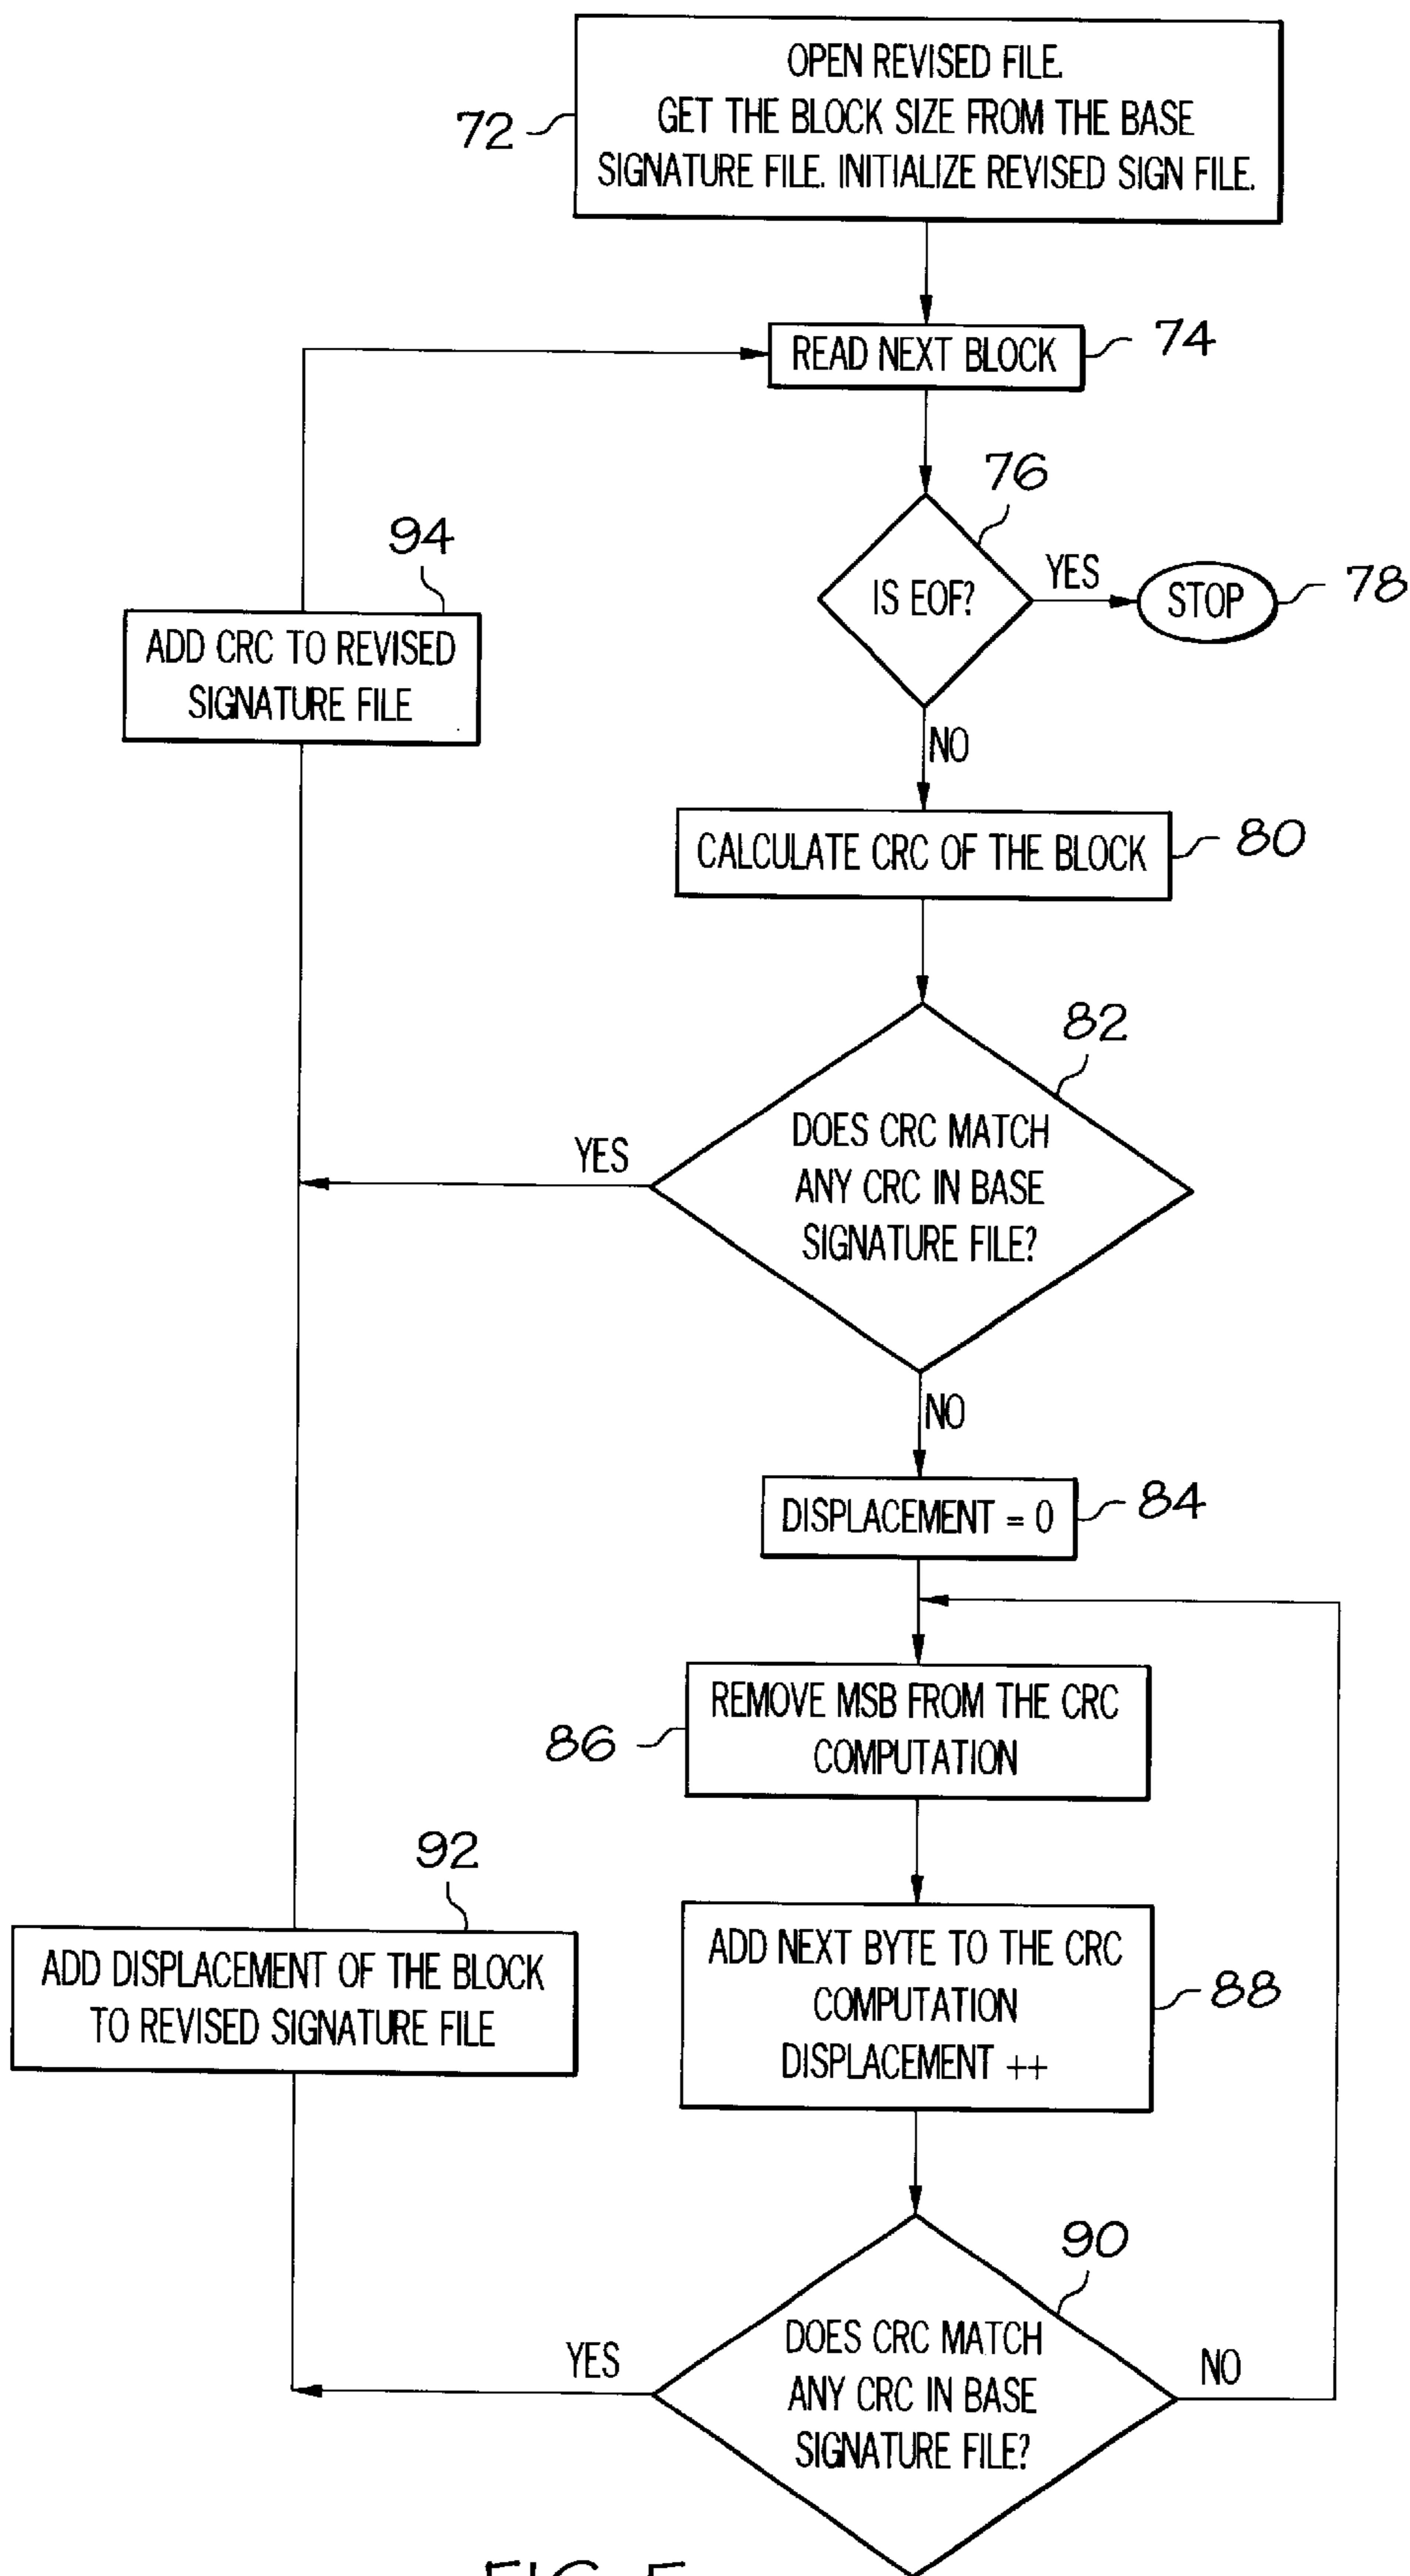 OPEN REVISED FILE.
GET THE BLOCK SIZE FROM THE BASE
SIGNATURE FILE. INITIALIZE REVISED SIGN FILE.
72
READ NEXT BLOCK
74
76
IS EOF?
YES
STOP
78
94
ADD CRC TO REVISED
SIGNATURE FILE
NO
CALCULATE CRC OF THE BLOCK
80
82
DOES CRC MATCH
ANY CRC IN BASE
SIGNATURE FILE?
YES
NO
DISPLACEMENT = 0
84
REMOVE MSB FROM THE CRC
COMPUTATION
86
92
ADD DISPLACEMENT OF THE BLOCK
TO REVISED SIGNATURE FILE
ADD NEXT BYTE TO THE CRC
COMPUTATION
DISPLACEMENT ++
88
90
DOES CRC MATCH
ANY CRC IN BASE
SIGNATURE FILE?
YES
NO